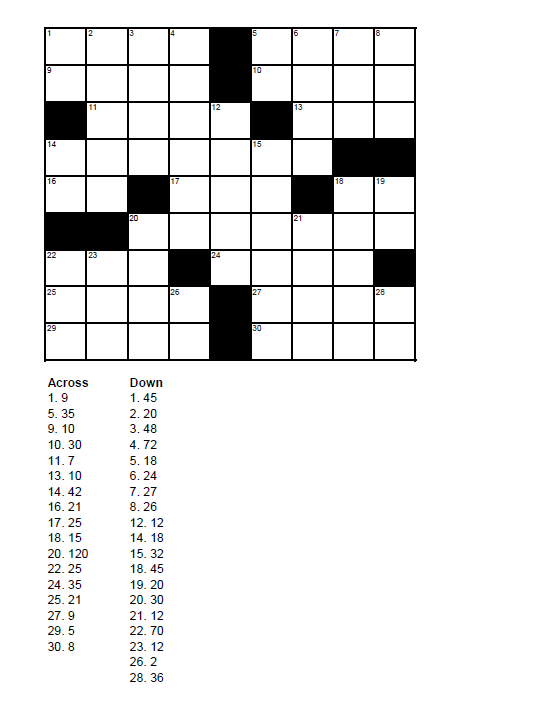 1 2 3 4 5 6 7 8
9 10
11 12 13
14 15
16 17 18 19
20 21
22 23 24
25 26 27 28
29 30
Across Down
1. 9 1. 45
5. 35 2. 20
9. 10 3. 48
10. 30 4. 72
11. 7 5. 18
13. 10 6. 24
14. 42 7. 27
16. 21 8. 26
17. 25 12. 12
18. 15 14. 18
20. 120 15. 32
22. 25 18. 45
24. 35 19. 20
25. 21 20. 30
27. 9 21. 12
29. 5 22. 70
30. 8 23. 12
26. 2
28. 36